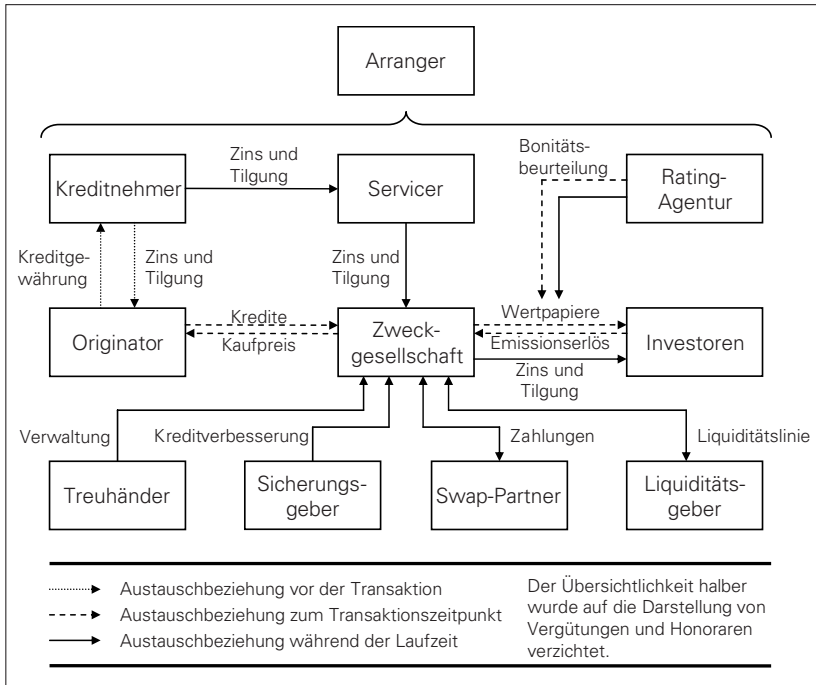 Arranger
Zins und
Tilgung
Bonitäts-
beurteilung
Kreditnehmer
Servicer
Rating-
Agentur
Kreditge-
währung
Zins und
Tilgung
Zins und
Tilgung
Originator
Kredite
Kaufpreis
Zweck-
gesellschaft
Wertpapiere
Emissionserlös
Zins und
Tilgung
Investoren
Verwaltung
Kreditverbesserung
Zahlungen
Liquiditätslinie
Treuhänder
Sicherungs-
geber
Swap-Partner
Liquiditäts-
geber
Austauschbeziehung vor der Transaktion
Austauschbeziehung zum Transaktionszeitpunkt
Austauschbeziehung während der Laufzeit
Der Übersichtlichkeit halber
wurde auf die Darstellung von
Vergütungen und Honoraren
verzichtet.